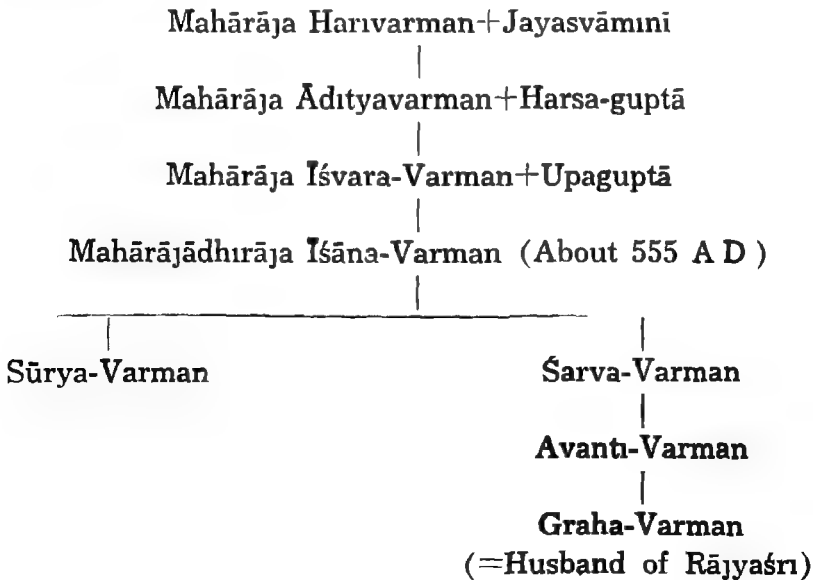 Mahārāja Harivarman+Jayasvāmini
Mahārāja Ādityavarman+Harsa-guptā
Mahārāja Īśvara-Varman+Upaguptā
Mahārājādhirāja Īśāna-Varman (About 555 A D )
Sūrya-Varman Śarva-Varman
Avanti-Varman
Graha-Varman
(=Husband of Rājyaśri)